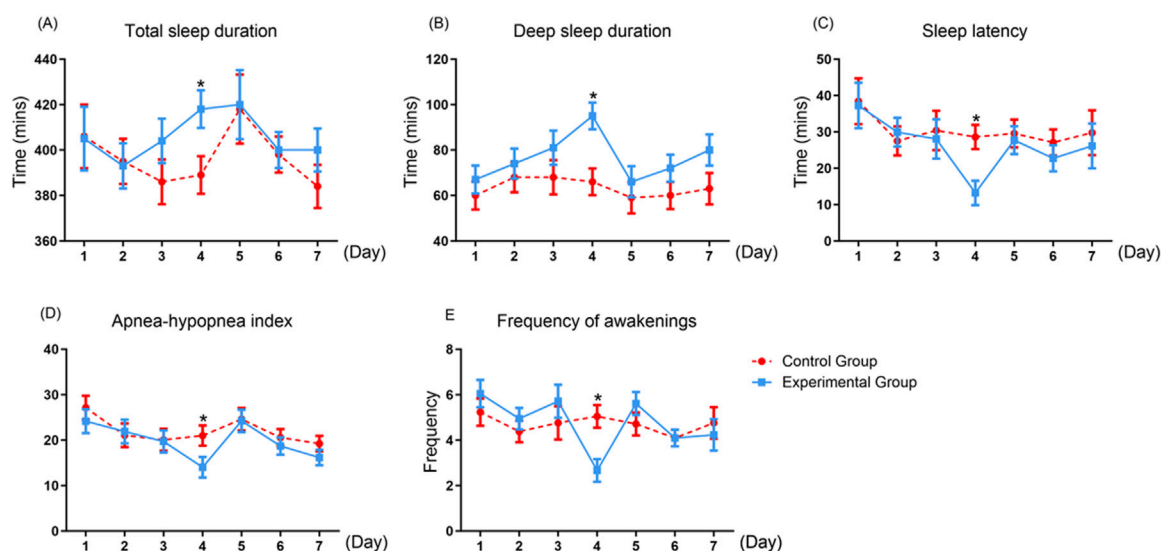 (A)
Total sleep duration
Time (mins)
440
420
400
380
360
*
1 2 3 4 5 6 7 (Day)
(B)
Deep sleep duration
Time (mins)
120
100
80
60
40
*
1 2 3 4 5 6 7 (Day)
(C)
Sleep latency
Time (mins)
50
40
30
20
10
0
*
1 2 3 4 5 6 7 (Day)
(D)
Apnea-hypopnea index
40
30
20
10
0
*
1 2 3 4 5 6 7 (Day)
E
Frequency of awakenings
Frequency
8
6
4
2
0
*
1 2 3 4 5 6 7 (Day)
Control Group
Experimental Group